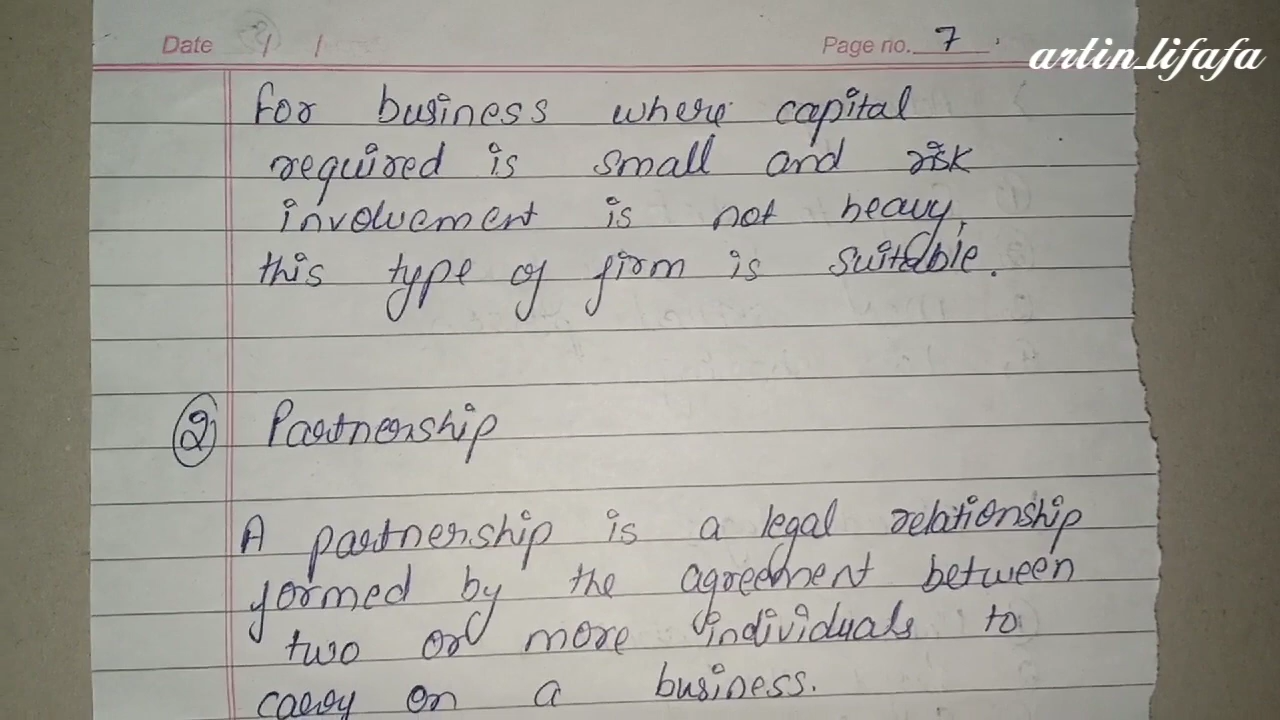 Date / /
Page no. 7
artin_lifafa
For business where capital
required is small and risk
involvement is not heavy,
this type of firm is suitable.
② Partnership
A partnership is a legal relationship
formed by the agreement between
two or more individuals to
carry on a business.